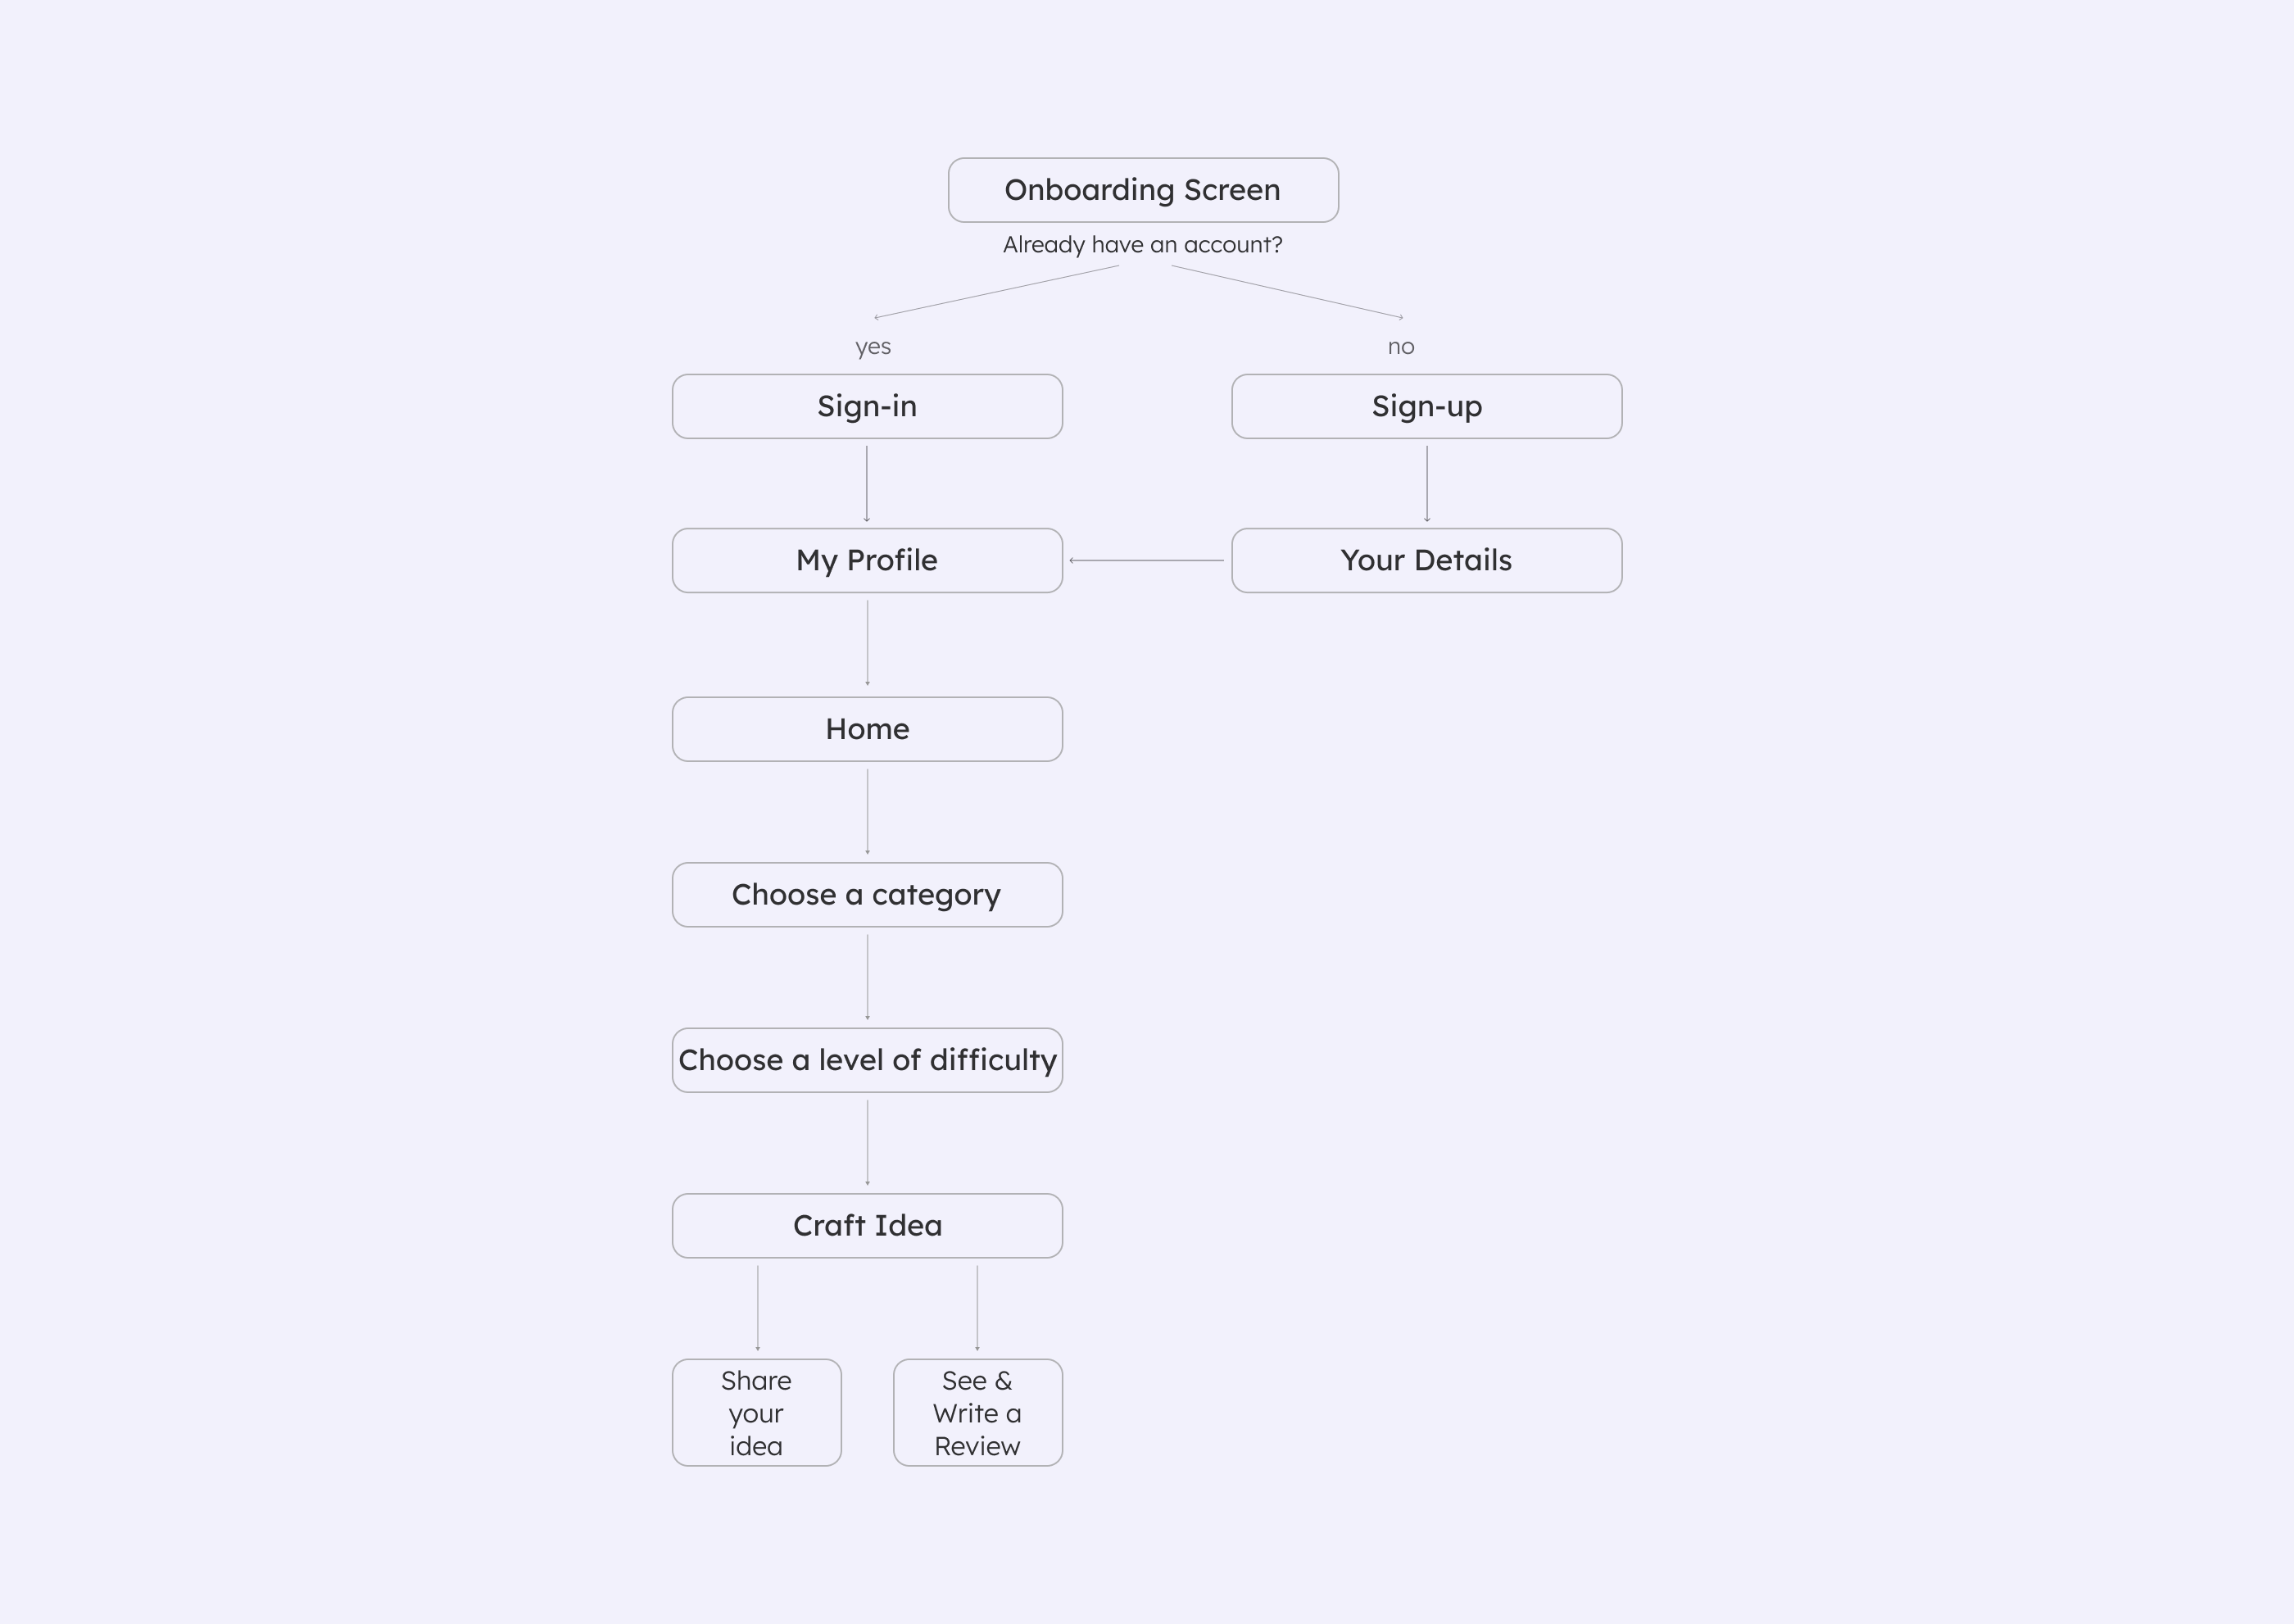 Onboarding Screen
Already have an account?
yes
no
Sign-in
Sign-up
My Profile
Your Details
Home
Choose a category
Choose a level of difficulty
Craft Idea
Share
your
idea
See &
Write a
Review